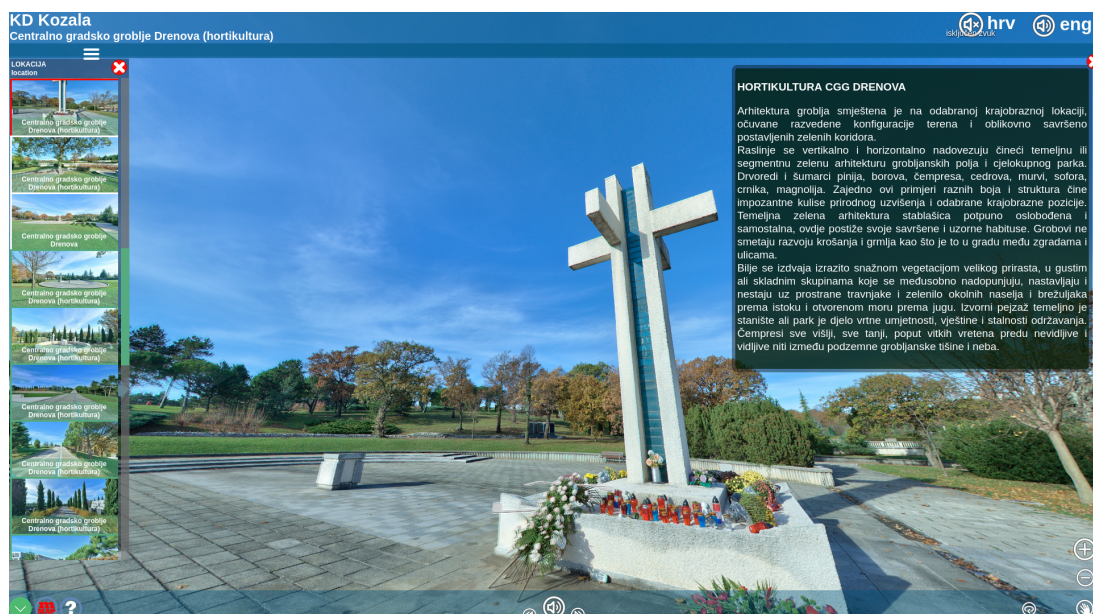 KD Kozala
Centralno gradsko groblje Drenova (hortikultura)
hrv
isključen zvuk
eng
LOKACIJA
location
Centralno gradsko groblje
Drenova (hortikultura)
Centralno gradsko groblje
Drenova (hortikultura)
Centralno gradsko groblje
Drenova
Centralno gradsko groblje
Drenova (hortikultura)
Centralno gradsko groblje
Drenova (hortikultura)
Centralno gradsko groblje
Drenova (hortikultura)
Centralno gradsko groblje
Drenova (hortikultura)
Centralno gradsko groblje
Drenova (hortikultura)
HORTIKULTURA CGG DRENOVA
Arhitektura groblja smještena je na odabranoj krajobraznoj lokaciji,
očuvane razvedene konfiguracije terena i oblikovno savršeno
postavljenih zelenih koridora.
Raslinje se vertikalno i horizontalno nadovezuju čineći temeljnu ili
segmentnu zelenu arhitekturu grobljanskih polja i cjelokupnog parka.
Drvoredi i šumarci pinija, borova, čempresa, cedrova, murvi, sofora,
crnika, magnolija. Zajedno ovi primjeri raznih boja i struktura čine
impozantne kulise prirodnog uzvišenja i odabrane krajobrazne pozicije.
Temeljna zelena arhitektura stablašica potpuno oslobođena i
samostalna, ovdje postiže svoje savršene i uzorne habituse. Grobovi ne
smetaju razvoju krošanja i grmlja kao što je to u gradu među zgradama i
ulicama.
Bilje se izdvaja izrazito snažnom vegetacijom velikog prirasta, u gustim
ali skladnim skupinama koje se međusobno nadopunjuju, nastavljaju i
nestaju uz prostrane travnjake i zelenilo okolnih naselja i brežuljaka
prema istoku i otvorenom moru prema jugu. Izvorni pejzaž temeljno je
stanište ali park je djelo vrtne umjetnosti, vještine i stalnosti održavanja.
Čempresi sve višlji, sve tanji, poput vitkih vretena predu nevidljive i
vidljive niti između podzemne grobljanske tišine i neba.
?